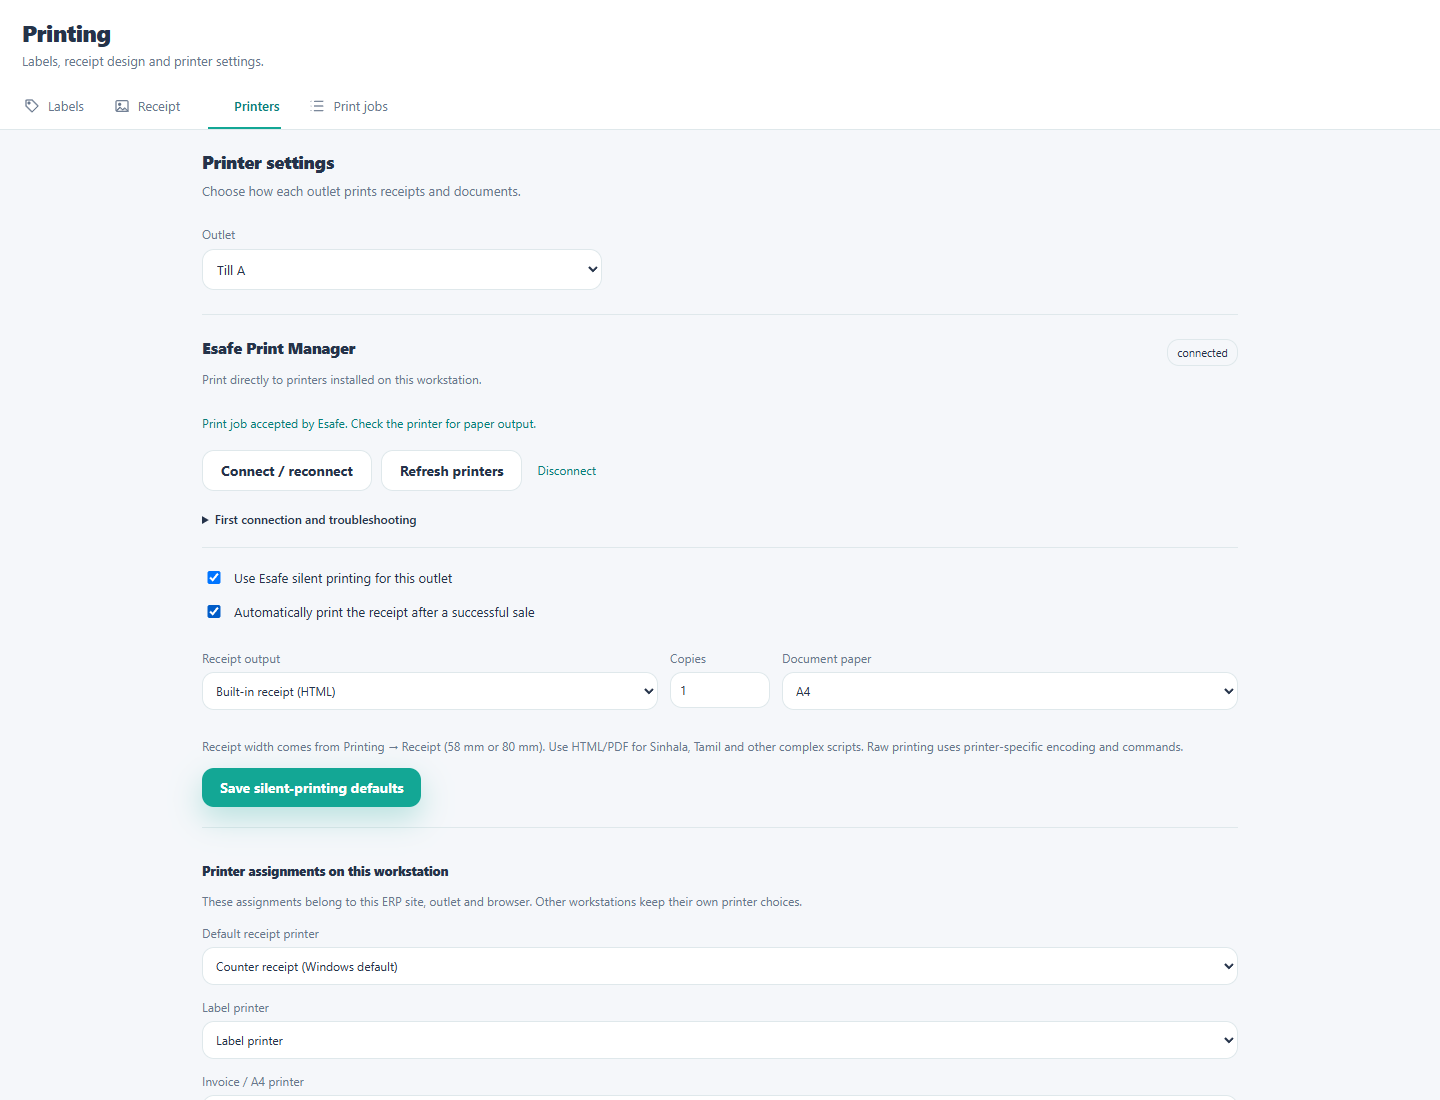 Printing
Labels, receipt design and printer settings.
Labels
Receipt
Printers
Print jobs
Printer settings
Choose how each outlet prints receipts and documents.
Outlet
Till A
Esafe Print Manager
connected
Print directly to printers installed on this workstation.
Print job accepted by Esafe. Check the printer for paper output.
Connect / reconnect
Refresh printers
Disconnect
First connection and troubleshooting
Use Esafe silent printing for this outlet
Automatically print the receipt after a successful sale
Receipt output
Copies
Document paper
Built-in receipt (HTML)
1
A4
Receipt width comes from Printing → Receipt (58 mm or 80 mm). Use HTML/PDF for Sinhala, Tamil and other complex scripts. Raw printing uses printer-specific encoding and commands.
Save silent-printing defaults
Printer assignments on this workstation
These assignments belong to this ERP site, outlet and browser. Other workstations keep their own printer choices.
Default receipt printer
Counter receipt (Windows default)
Label printer
Label printer
Invoice / A4 printer